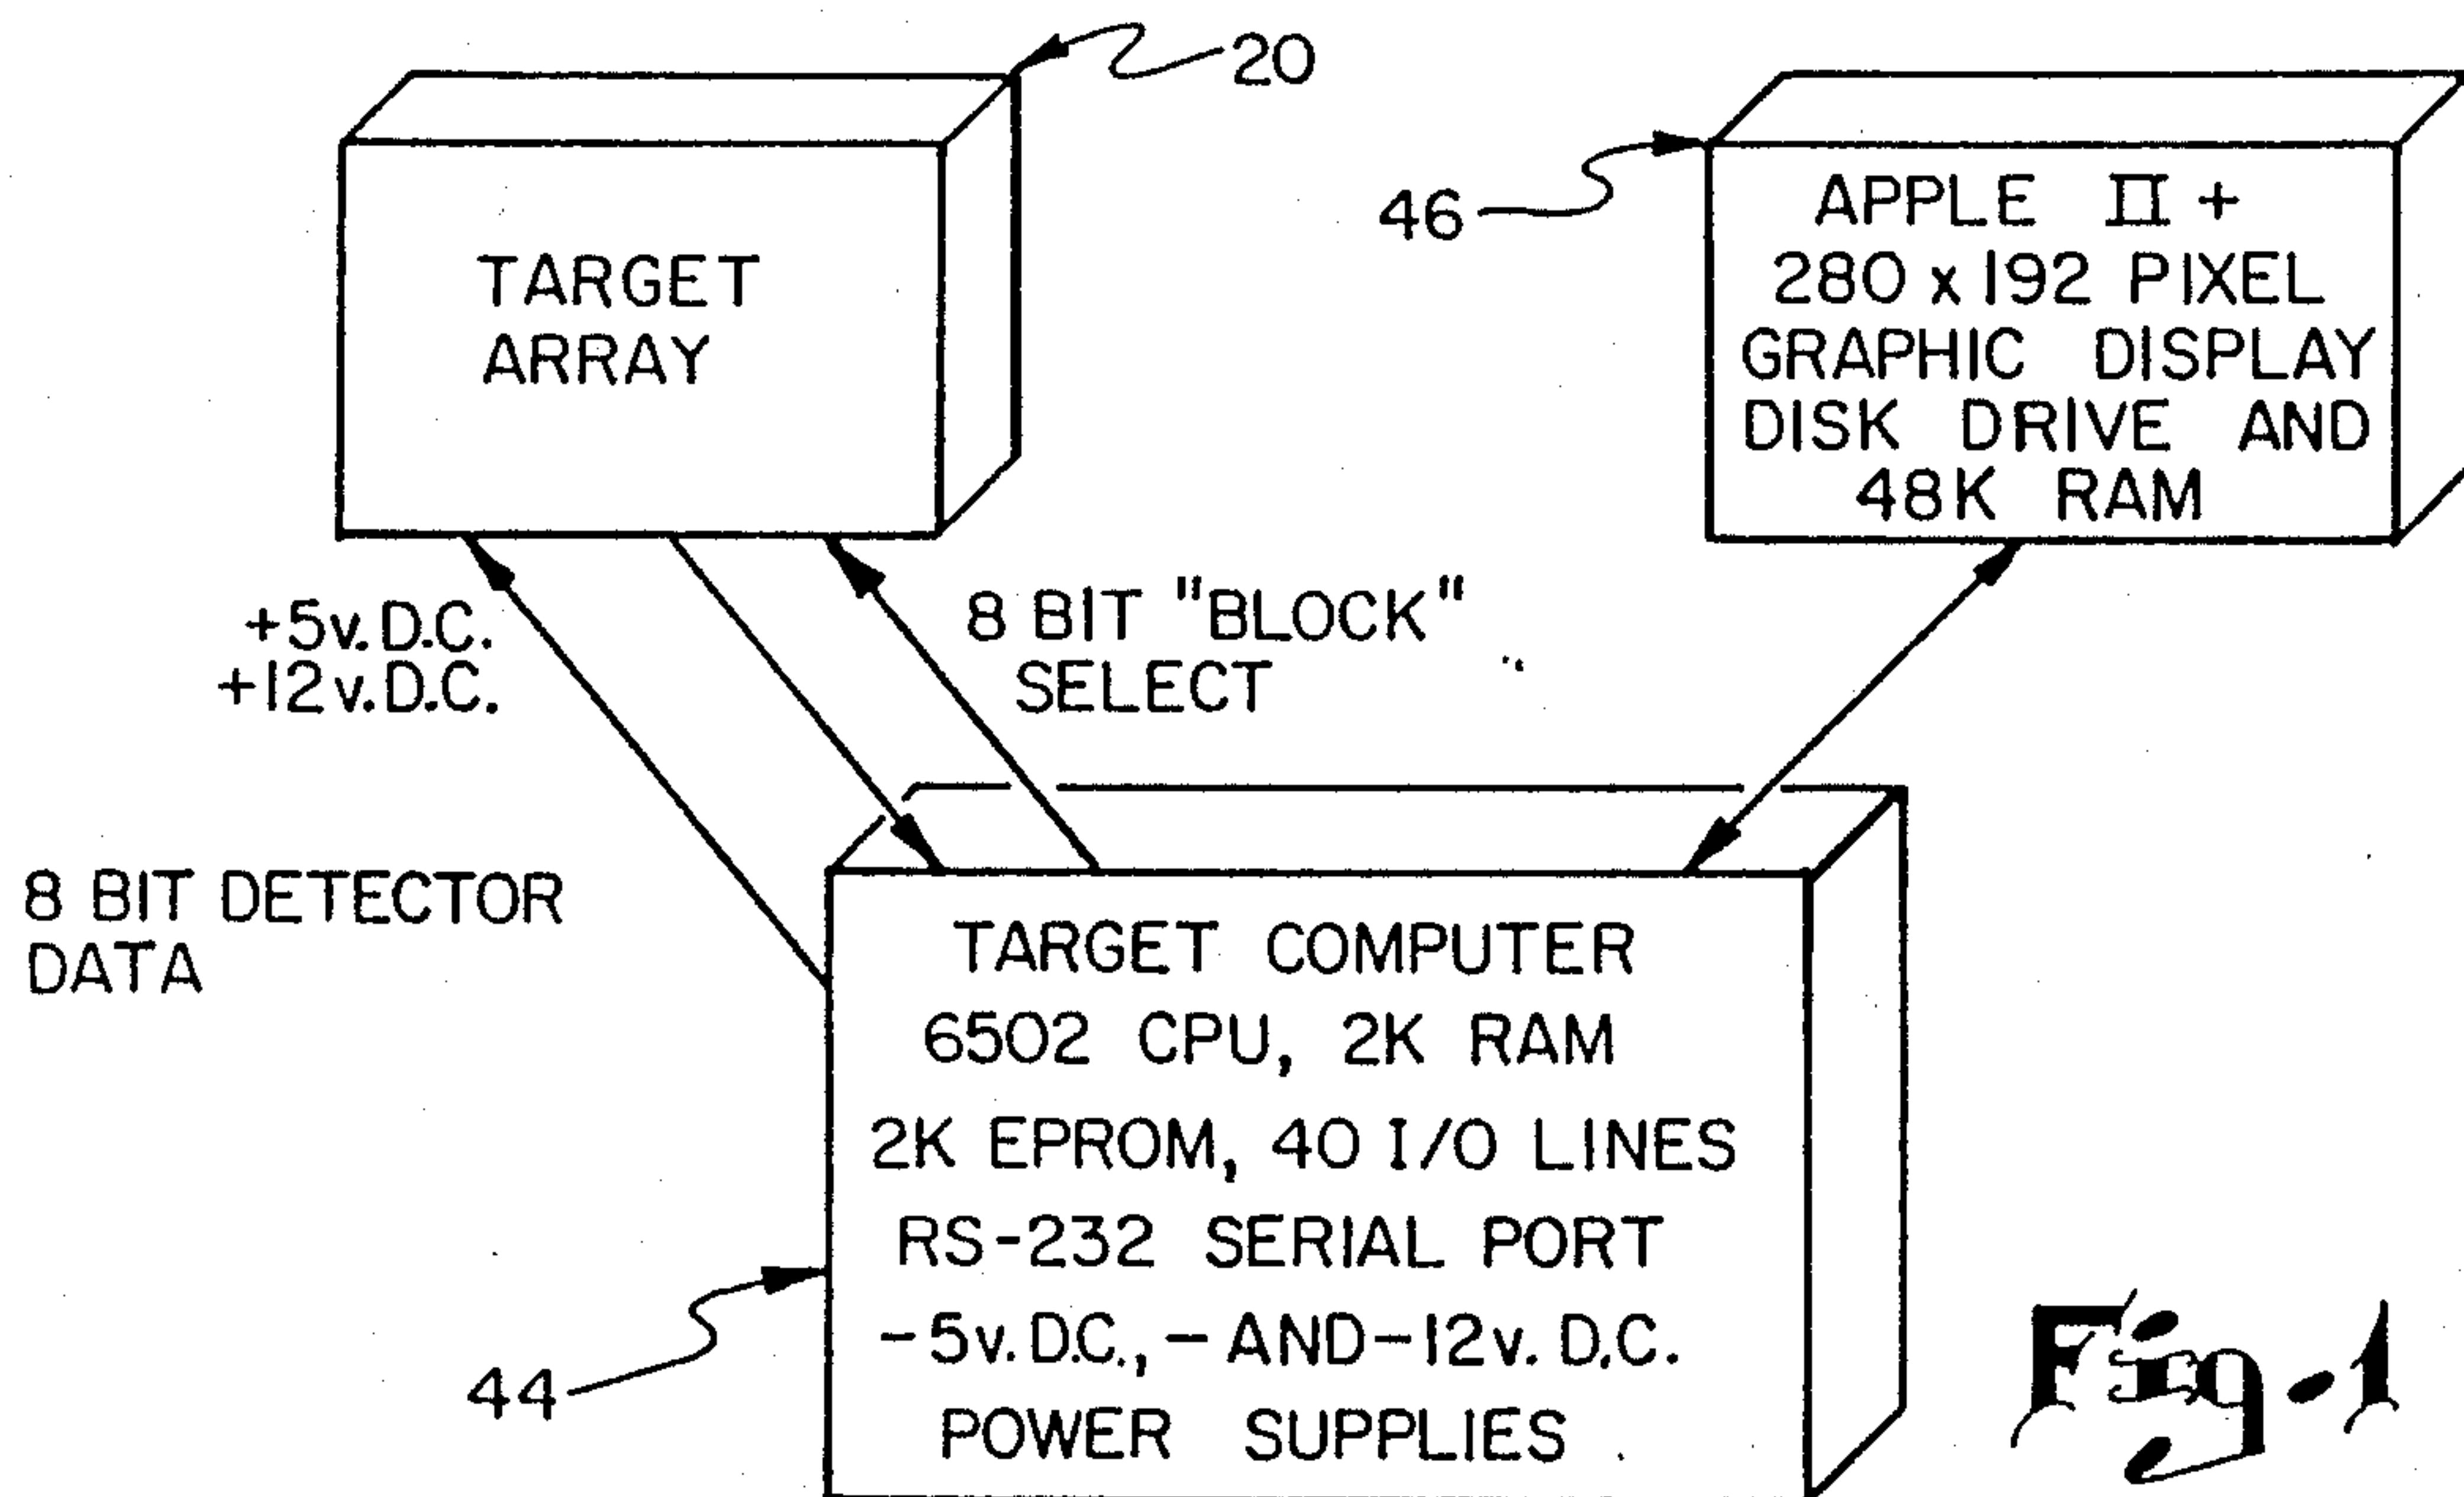 20
TARGET
ARRAY
46
APPLE II +
280 x 192 PIXEL
GRAPHIC DISPLAY
DISK DRIVE AND
48K RAM
+5v. D.C.
+12v. D.C.
8 BIT "BLOCK"
SELECT
8 BIT DETECTOR
DATA
TARGET COMPUTER
6502 CPU, 2K RAM
2K EPROM, 40 I/O LINES
RS-232 SERIAL PORT
-5v. D.C., - AND -12v. D.C.
POWER SUPPLIES
44
Fig-1